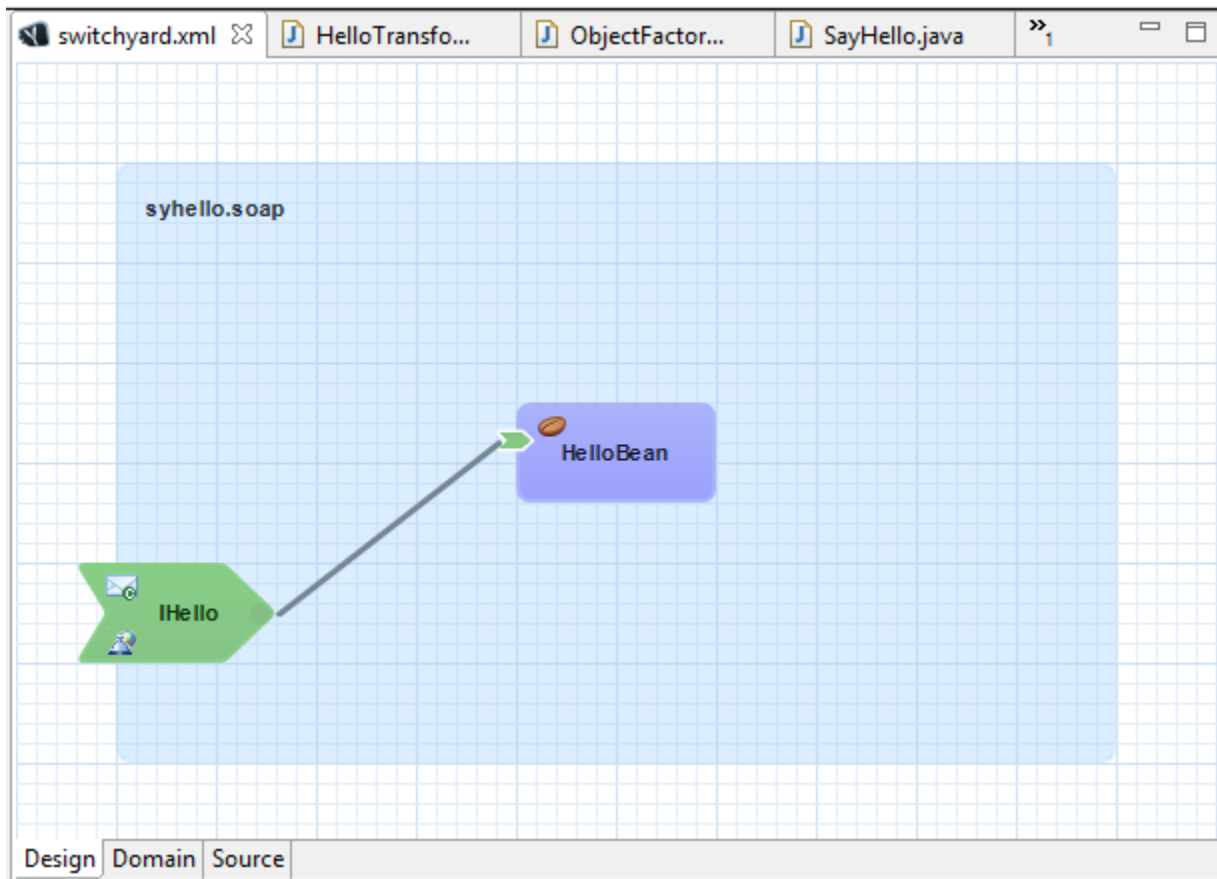 switchyard.xml HelloTransfo... ObjectFactor... SayHello.java »1
syhello.soap
HelloBean
IHello
Design Domain Source